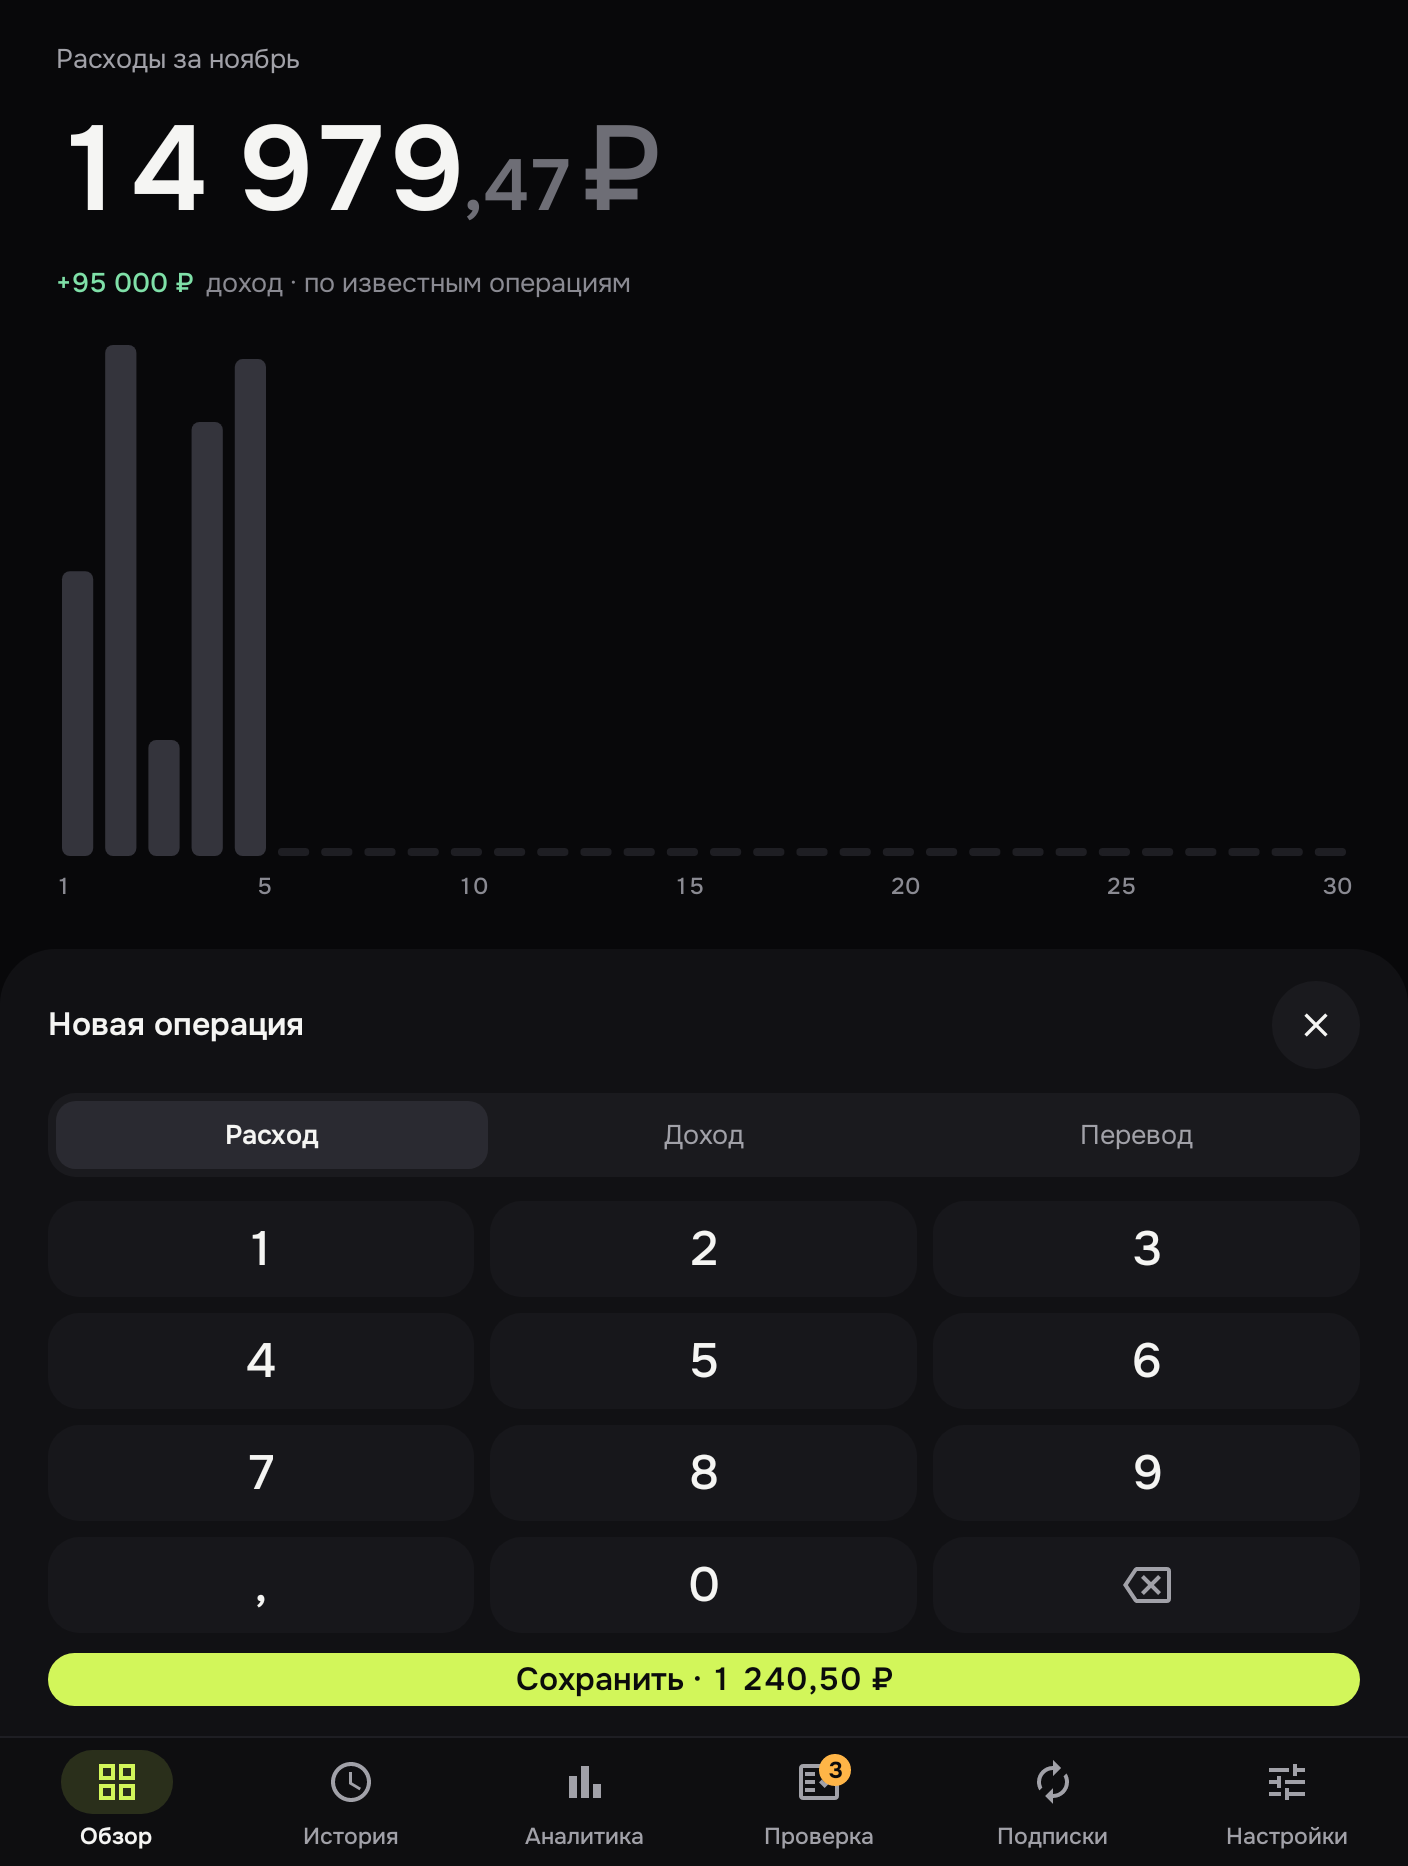 Расходы за ноябрь
14 979,47 ₽
+95 000 ₽ доход · по известным операциям
1 5 10 15 20 25 30
Новая операция
Расход Доход Перевод
1 2 3
4 5 6
7 8 9
, 0
Сохранить · 1 240,50 ₽
3
Обзор История Аналитика Проверка Подписки Настройки